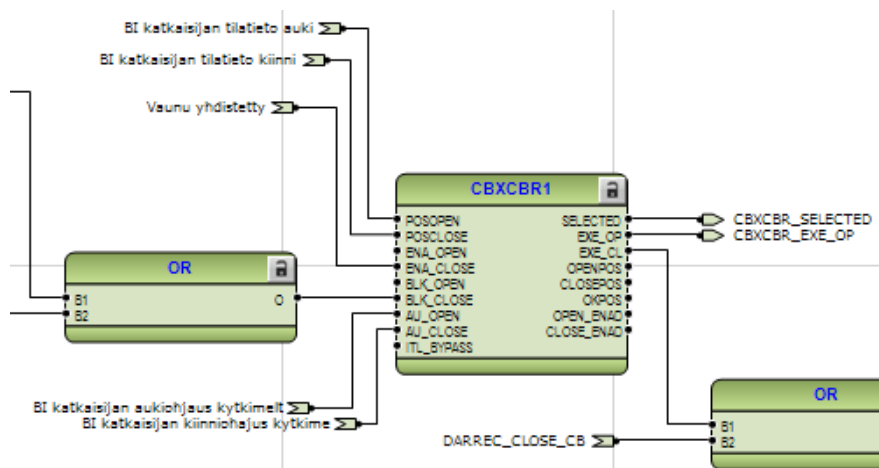 BI katkaisijan tilatieto auki
BI katkaisijan tilatieto kiinni
Vaunu yhdistetty
CBXCBR1
POSOPEN SELECTED CBXCBR_SELECTED
POSCLOSE EXE_OP CBXCBR_EXE_OP
ENA_OPEN EXE_CL
ENA_CLOSE OPENPOS
BLK_OPEN CLOSEPOS
BLK_CLOSE OKPOS
AU_OPEN OPEN_ENAD
AU_CLOSE CLOSE_ENAD
ITL_BYPASS
OR
B1 O
B2
BI katkaisijan aukiohjaus kytkimelt
BI katkaisijan kiinniohajus kytkime
DARREC_CLOSE_CB
OR
B1
B2